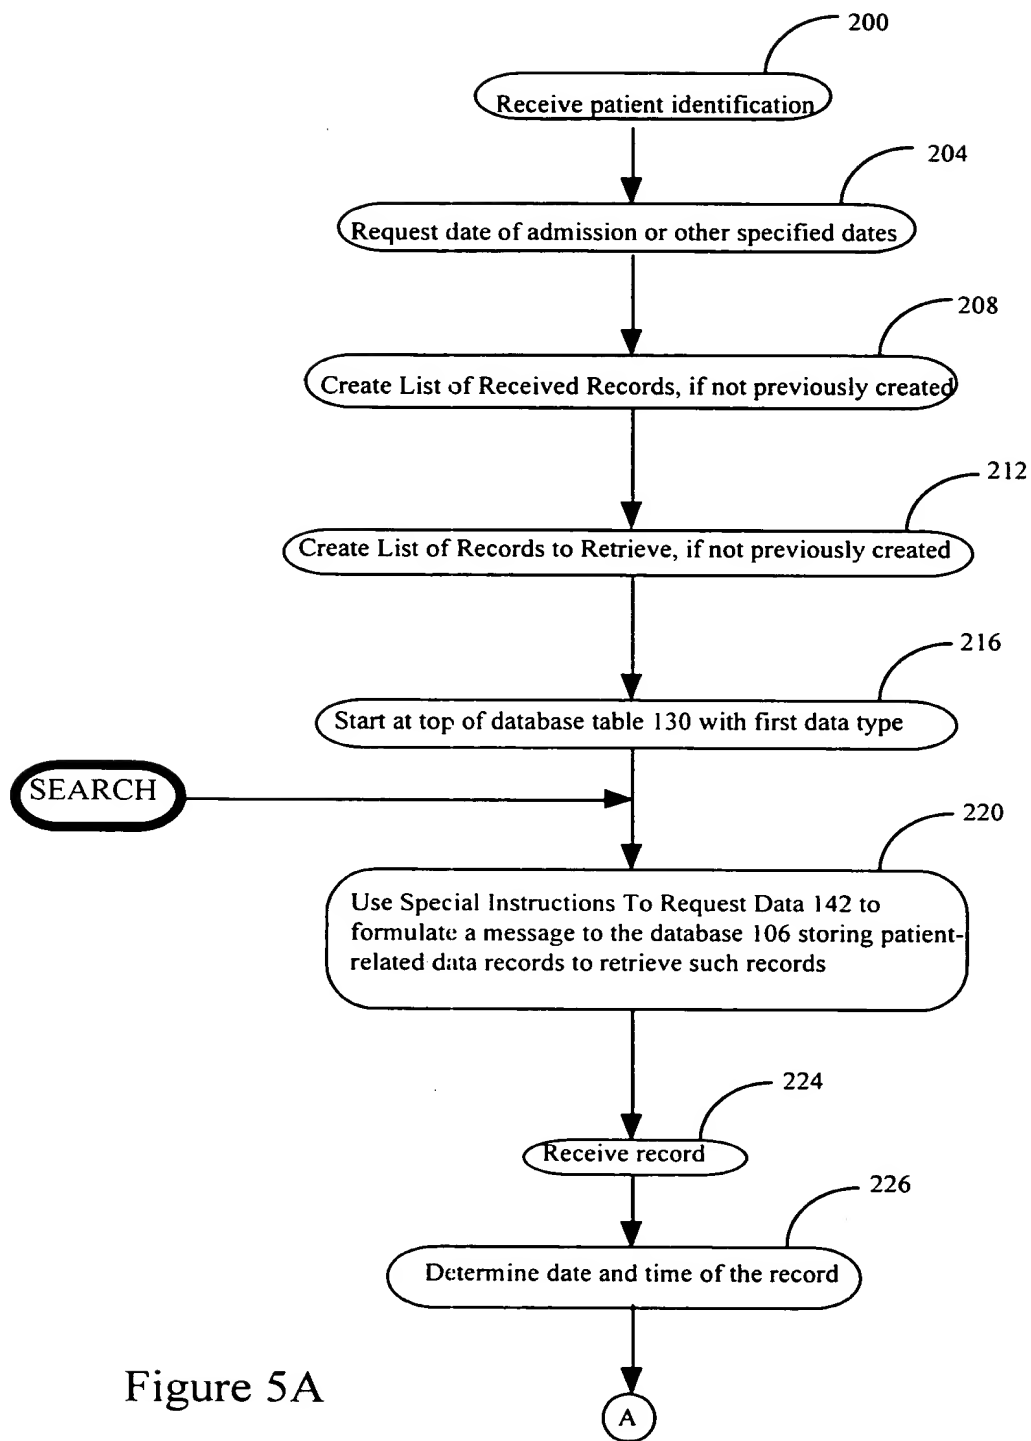 200
Receive patient identification
204
Request date of admission or other specified dates
208
Create List of Received Records, if not previously created
212
Create List of Records to Retrieve, if not previously created
216
Start at top of database table 130 with first data type
SEARCH
220
Use Special Instructions To Request Data 142 to
formulate a message to the database 106 storing patient-
related data records to retrieve such records
224
Receive record
226
Determine date and time of the record
Figure 5A
A